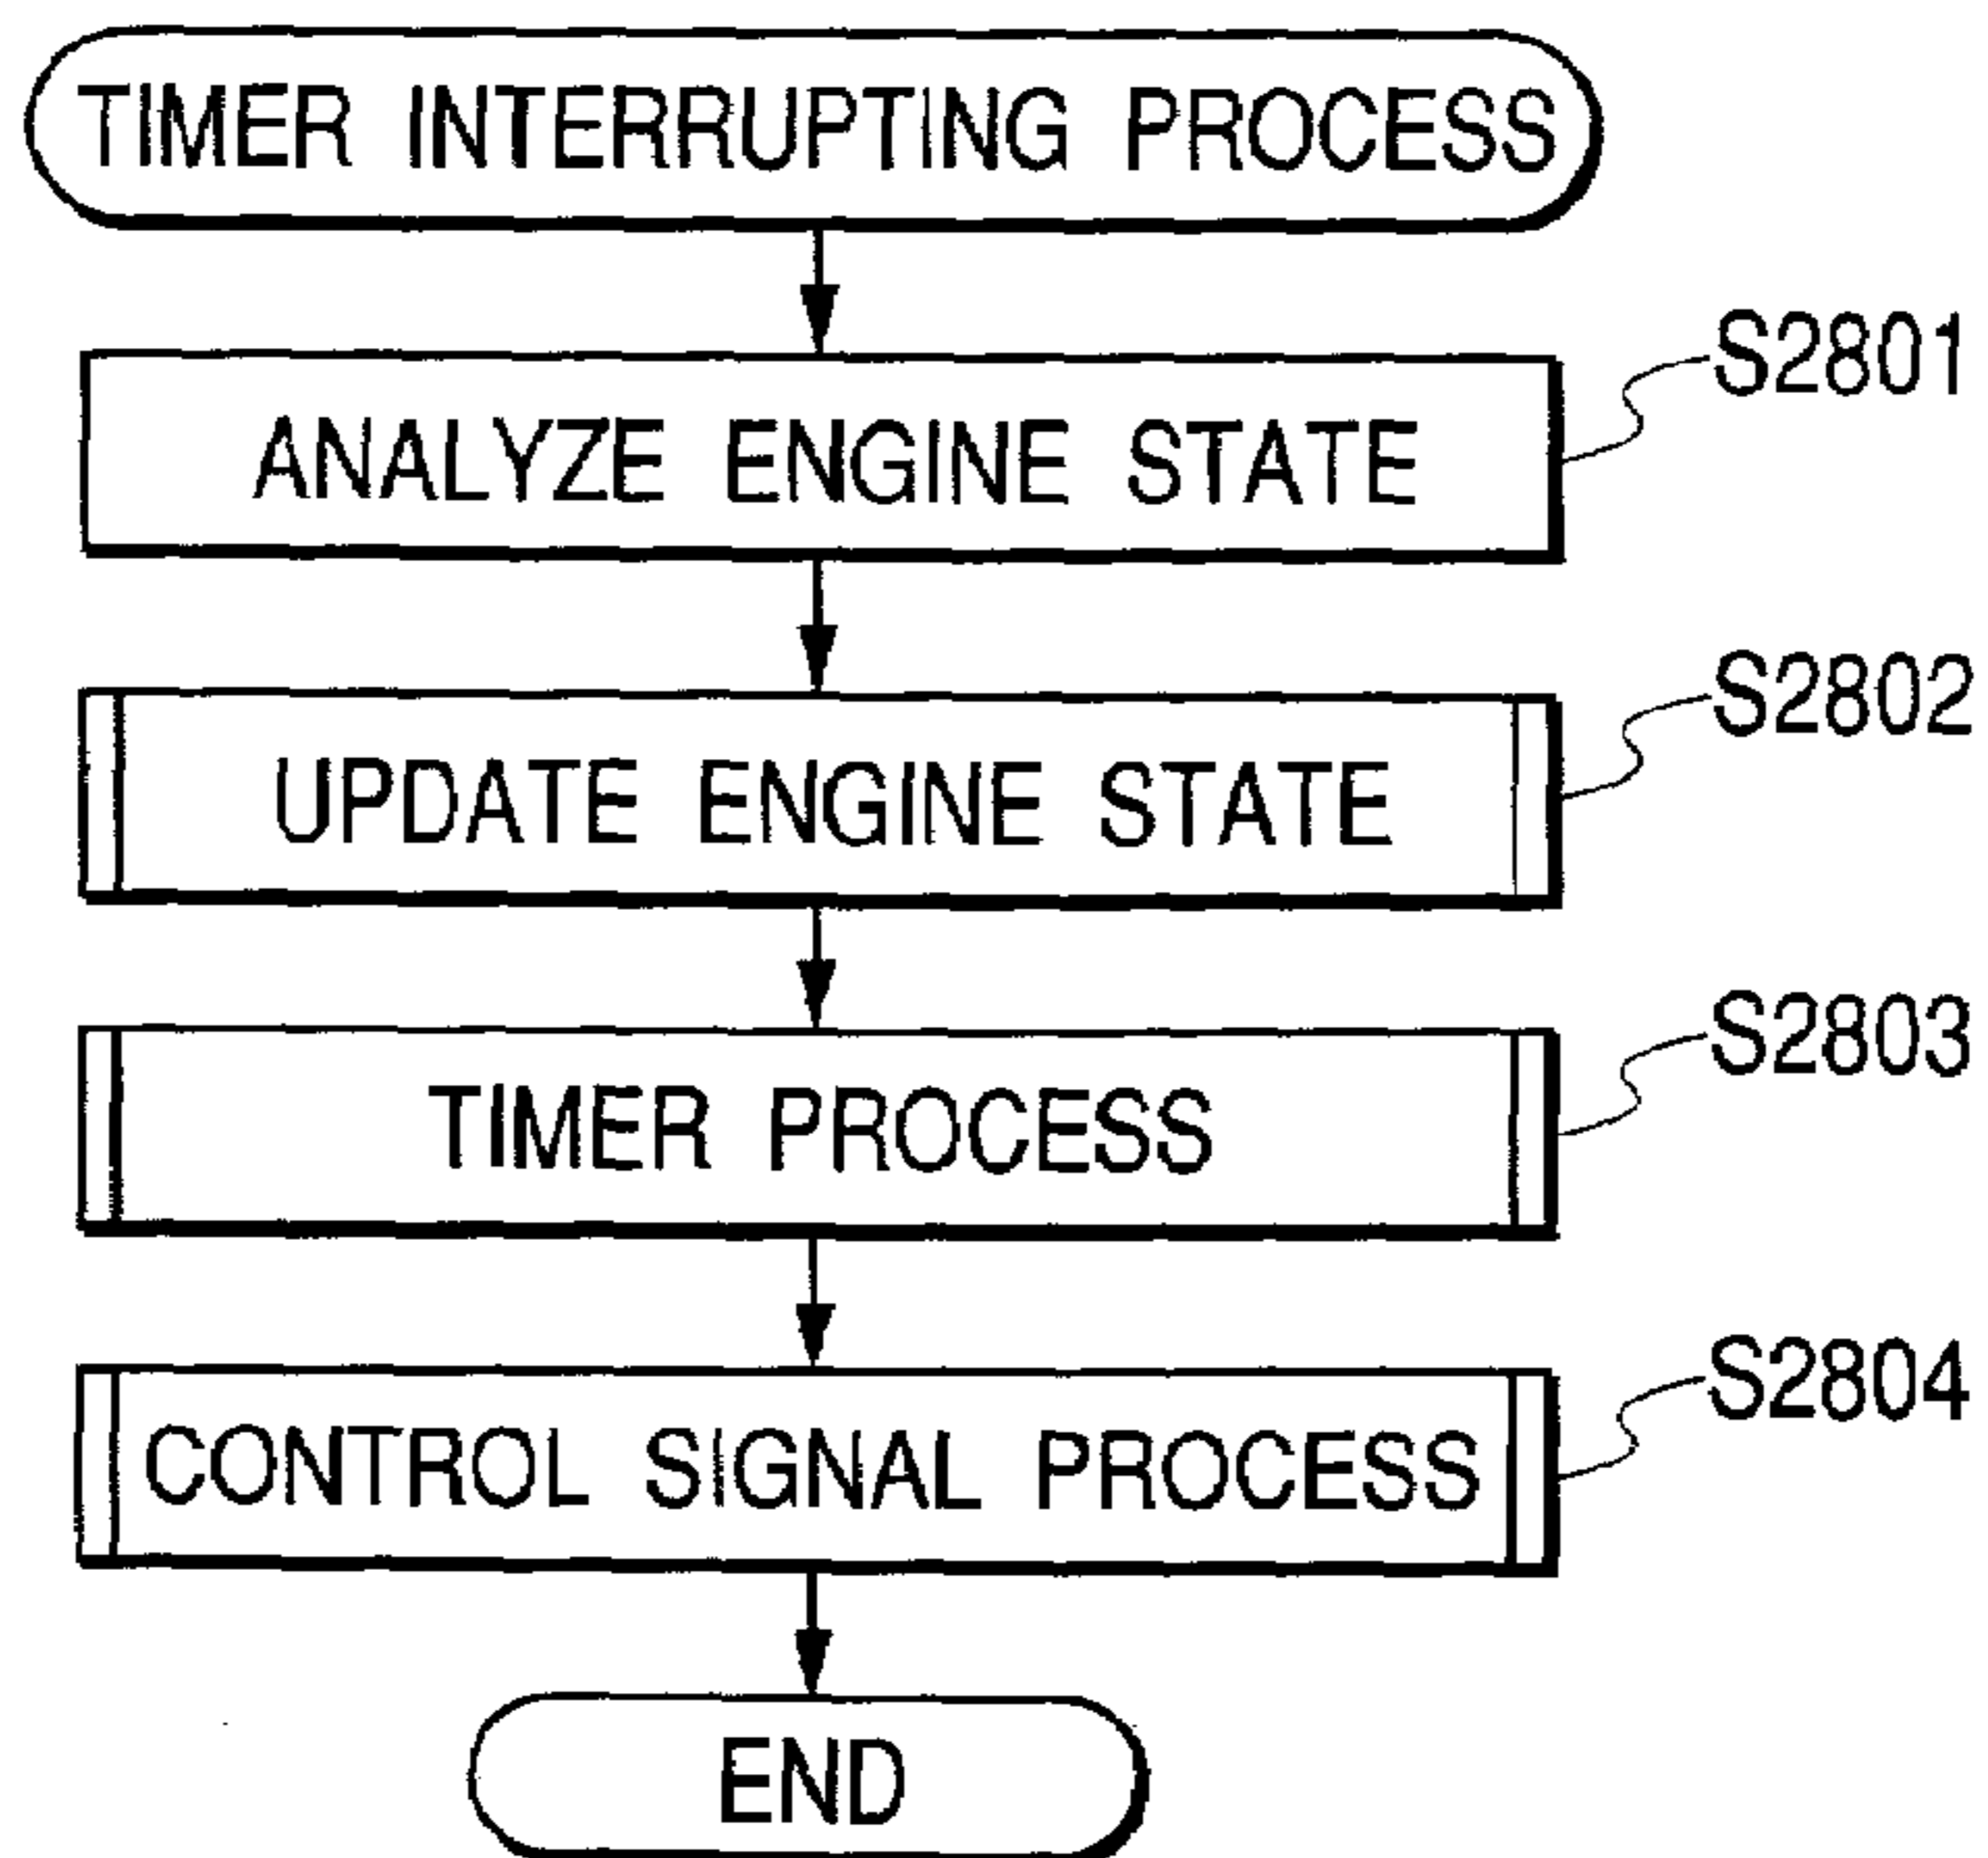 TIMER INTERRUPTING PROCESS
S2801
ANALYZE ENGINE STATE
S2802
UPDATE ENGINE STATE
S2803
TIMER PROCESS
S2804
CONTROL SIGNAL PROCESS
END